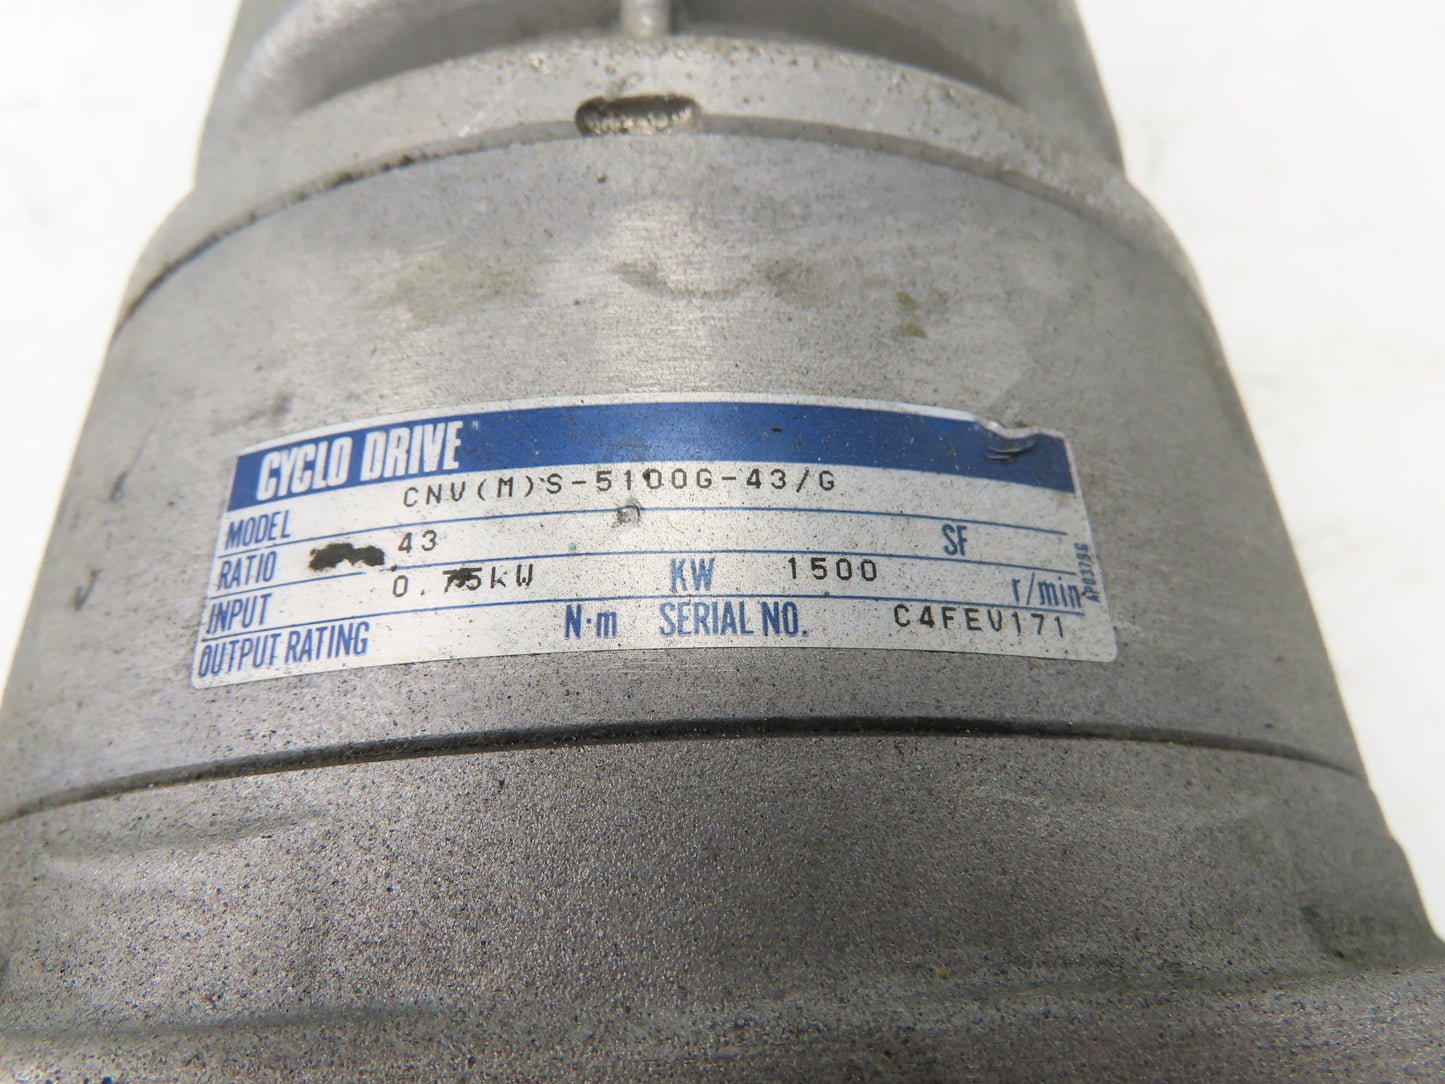 CYCLO DRIVE
MODEL CNV(M)S-5100G-43/G
RATIO 43 SF
INPUT 0.75kW KW 1500 r/min
OUTPUT RATING N·m SERIAL NO. C4FEV171
AP0379G